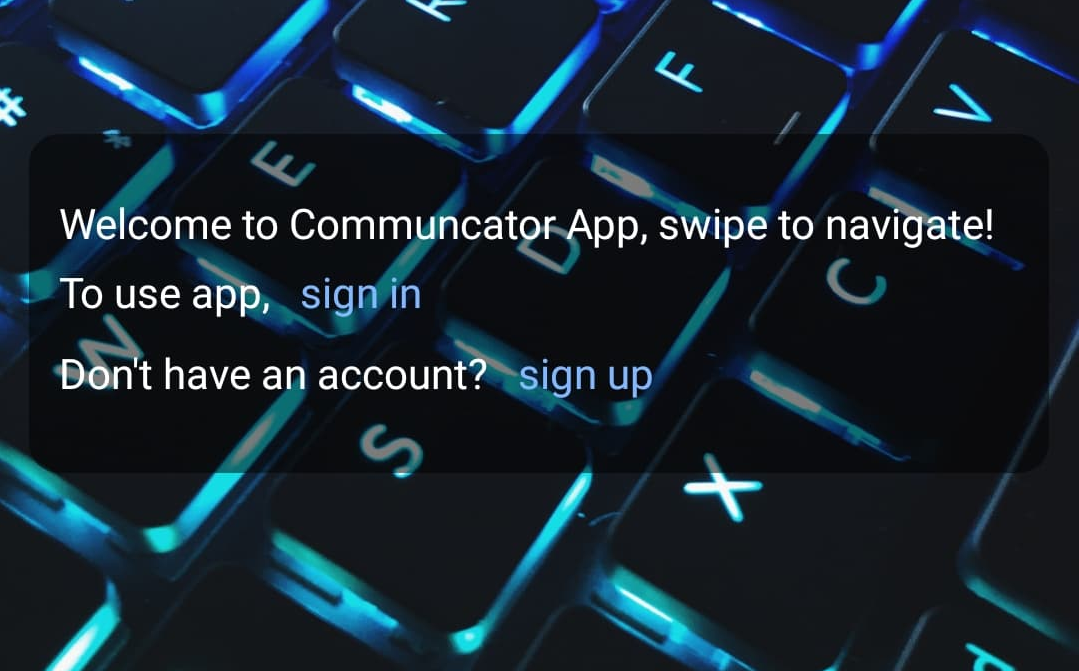 R
F
V
#
*
E
Welcome to Communcator App, swipe to navigate!
D
C
To use app, sign in
W
Don't have an account? sign up
S
X